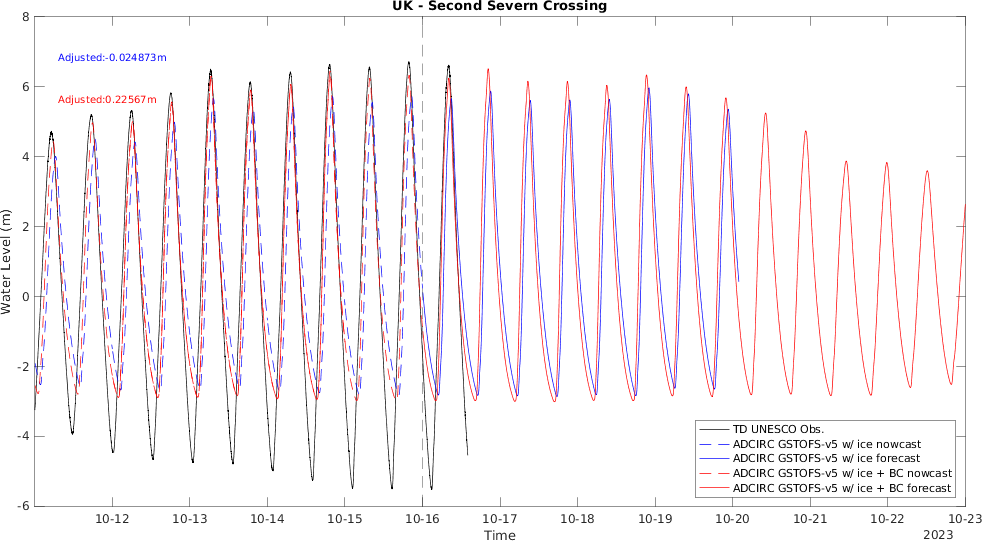 UK - Second Severn Crossing
Adjusted:-0.024873m
Adjusted:0.22567m
Water Level (m)
8
6
4
2
0
-2
-4
-6
10-12 10-13 10-14 10-15 10-16 10-17 10-18 10-19 10-20 10-21 10-22 10-23
Time
2023
TD UNESCO Obs.
ADCIRC GSTOFS-v5 w/ ice nowcast
ADCIRC GSTOFS-v5 w/ ice forecast
ADCIRC GSTOFS-v5 w/ ice + BC nowcast
ADCIRC GSTOFS-v5 w/ ice + BC forecast